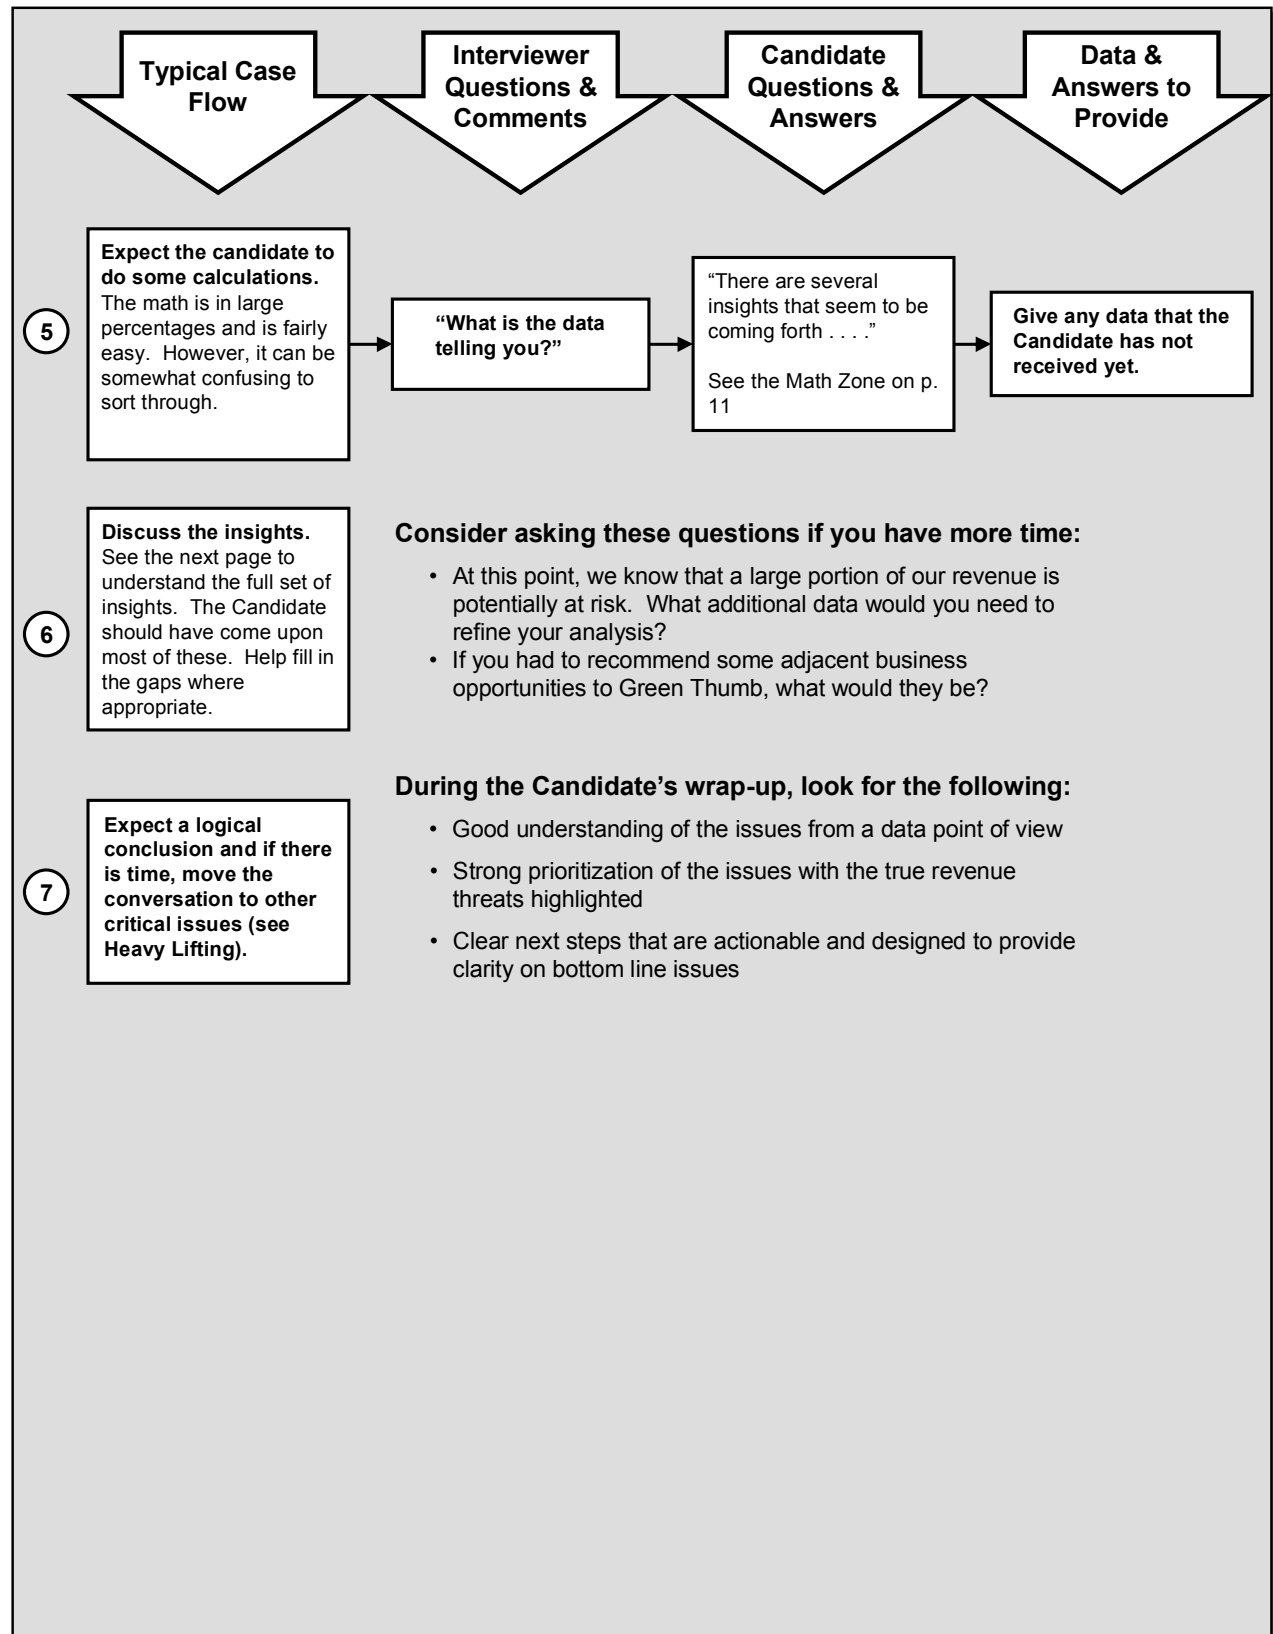 Typical Case
Flow
Interviewer
Questions &
Comments
Candidate
Questions &
Answers
Data &
Answers to
Provide
5
Expect the candidate to
do some calculations.
The math is in large
percentages and is fairly
easy.  However, it can be
somewhat confusing to
sort through.
“What is the data
telling you?”
“There are several
insights that seem to be
coming forth . . . .”
See the Math Zone on p.
11
Give any data that the
Candidate has not
received yet.
6
Discuss the insights.
See the next page to
understand the full set of
insights.  The Candidate
should have come upon
most of these.  Help fill in
the gaps where
appropriate.
Consider asking these questions if you have more time:
• At this point, we know that a large portion of our revenue is
potentially at risk.  What additional data would you need to
refine your analysis?
• If you had to recommend some adjacent business
opportunities to Green Thumb, what would they be?
7
Expect a logical
conclusion and if there
is time, move the
conversation to other
critical issues (see
Heavy Lifting).
During the Candidate’s wrap-up, look for the following:
• Good understanding of the issues from a data point of view
• Strong prioritization of the issues with the true revenue
threats highlighted
• Clear next steps that are actionable and designed to provide
clarity on bottom line issues